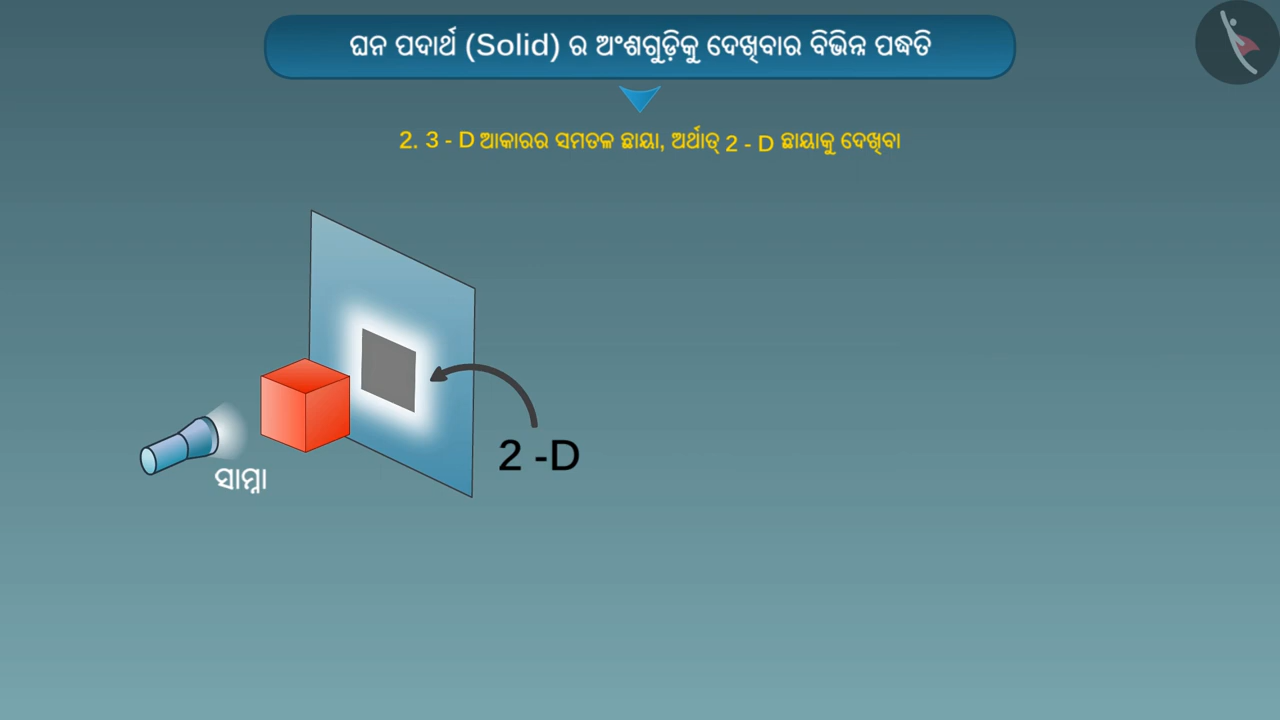 ଘନ ପଦାର୍ଥ (Solid) ର ଅଂଶଗୁଡ଼ିକୁ ଦେଖିବାର ବିଭିନ୍ନ ପଦ୍ଧତି
2. 3 - D ଆକାରର ସମତଳ ଛାୟା, ଅର୍ଥାତ୍ 2 - D ଛାୟାକୁ ଦେଖିବା
2 -D
ସାମ୍ନା